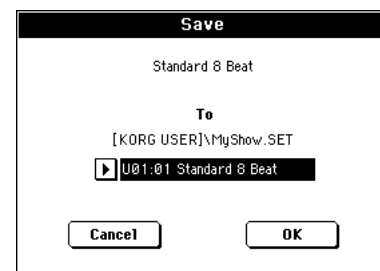 Save
Standard 8 Beat
To
[KORG USER]\MyShow.SET
U01:01 Standard 8 Beat
Cancel OK